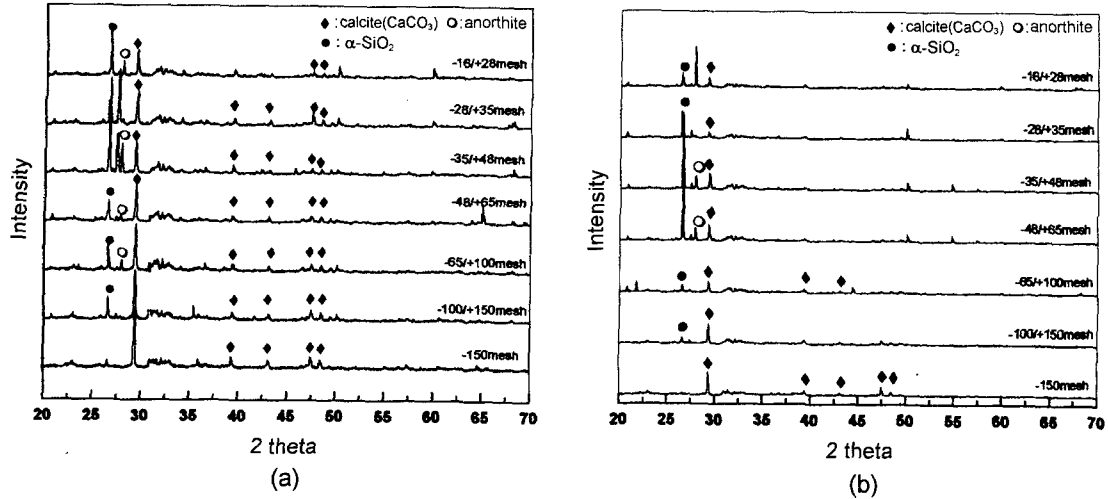 ♦ : calcite(CaCO₃) ○ : anorthite
● : α-SiO₂
-16/+28mesh
-28/+35mesh
-35/+48mesh
-48/+65mesh
-65/+100mesh
-100/+150mesh
-150mesh
Intensity
20 25 30 35 40 45 50 55 60 65 70
2 theta
(a)
♦ : calcite(CaCO₃) ○ : anorthite
● : α-SiO₂
-16/+28mesh
-28/+35mesh
-35/+48mesh
-48/+65mesh
-65/+100mesh
-100/+150mesh
-150mesh
Intensity
20 25 30 35 40 45 50 55 60 65 70
2 theta
(b)